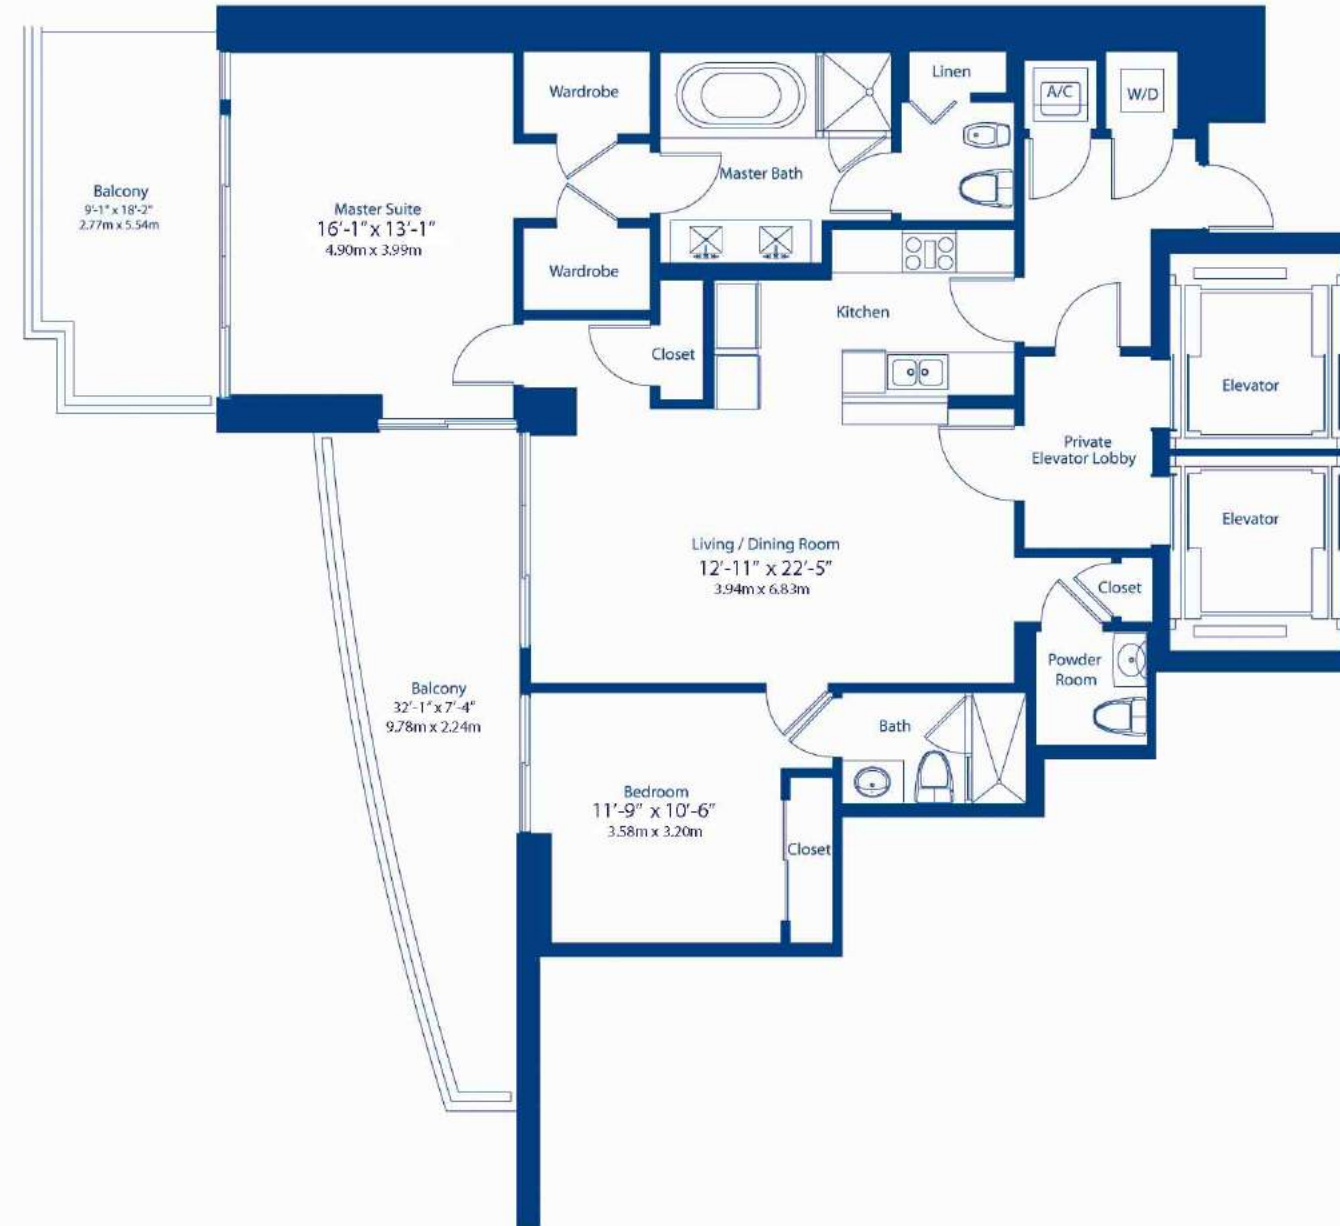 Linen
Wardrobe
A/C
W/D
Master Bath
Balcony
9'-1" x 18'-2"
2.77m x 5.54m
Master Suite
16'-1" x 13'-1"
4.90m x 3.99m
Wardrobe
Kitchen
Closet
Elevator
Private
Elevator Lobby
Elevator
Living / Dining Room
12'-11" x 22'-5"
3.94m x 6.83m
Closet
Powder
Room
Balcony
32'-1" x 7'-4"
9.78m x 2.24m
Bath
Bedroom
11'-9" x 10'-6"
3.58m x 3.20m
Closet